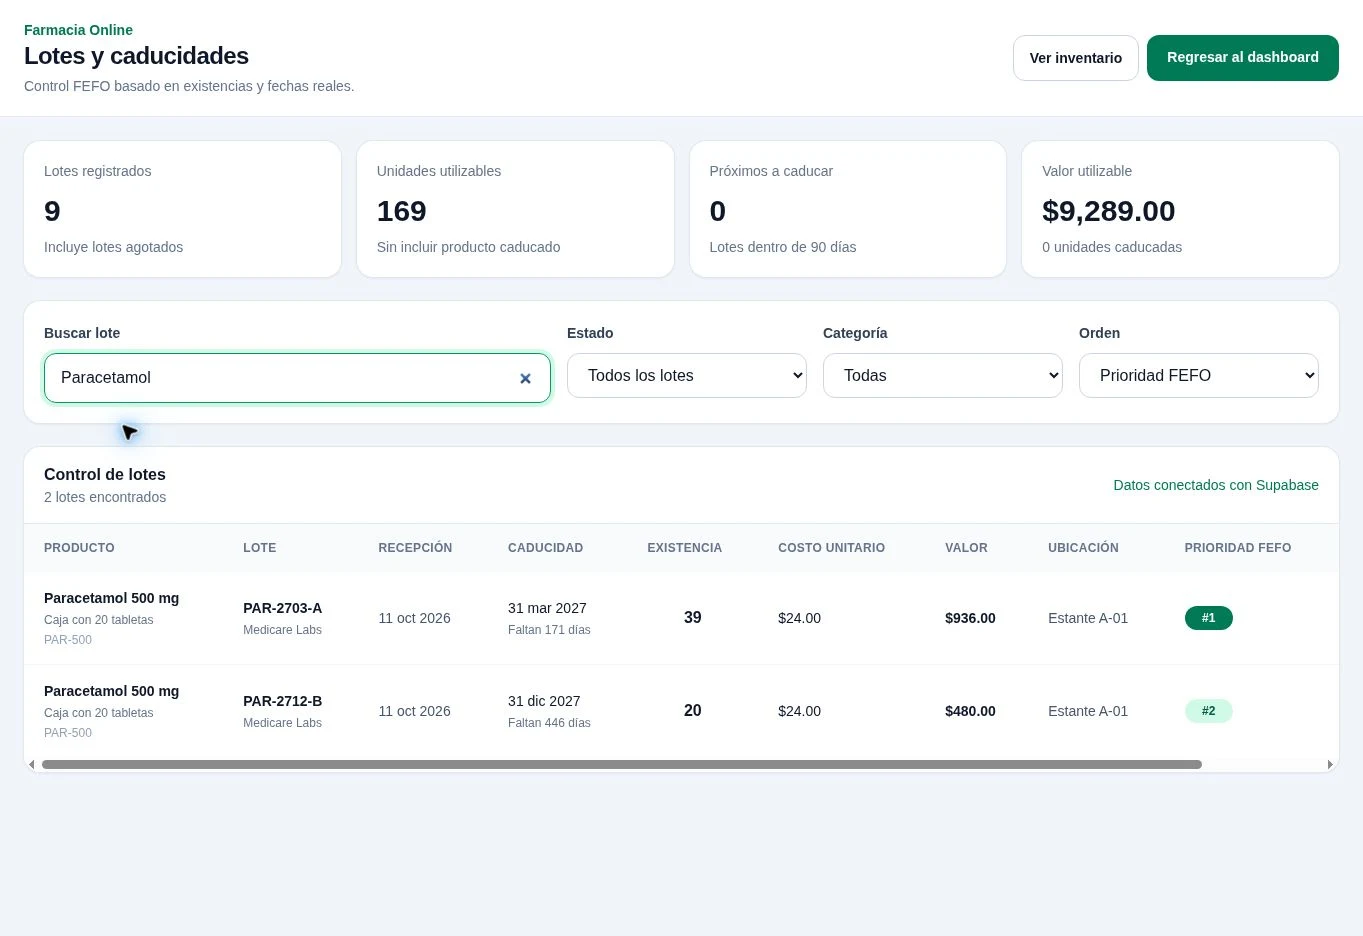 Farmacia Online
Lotes y caducidades
Control FEFO basado en existencias y fechas reales.
Ver inventario
Regresar al dashboard
Lotes registrados
9
Incluye lotes agotados
Unidades utilizables
169
Sin incluir producto caducado
Próximos a caducar
0
Lotes dentro de 90 días
Valor utilizable
$9,289.00
0 unidades caducadas
Buscar lote
Paracetamol
Estado
Todos los lotes
Categoría
Todas
Orden
Prioridad FEFO
Control de lotes
2 lotes encontrados
Datos conectados con Supabase
PRODUCTO LOTE RECEPCIÓN CADUCIDAD EXISTENCIA COSTO UNITARIO VALOR UBICACIÓN PRIORIDAD FEFO
Paracetamol 500 mg
Caja con 20 tabletas
PAR-500
PAR-2703-A
Medicare Labs
11 oct 2026
31 mar 2027
Faltan 171 días
39
$24.00
$936.00
Estante A-01
#1
Paracetamol 500 mg
Caja con 20 tabletas
PAR-500
PAR-2712-B
Medicare Labs
11 oct 2026
31 dic 2027
Faltan 446 días
20
$24.00
$480.00
Estante A-01
#2